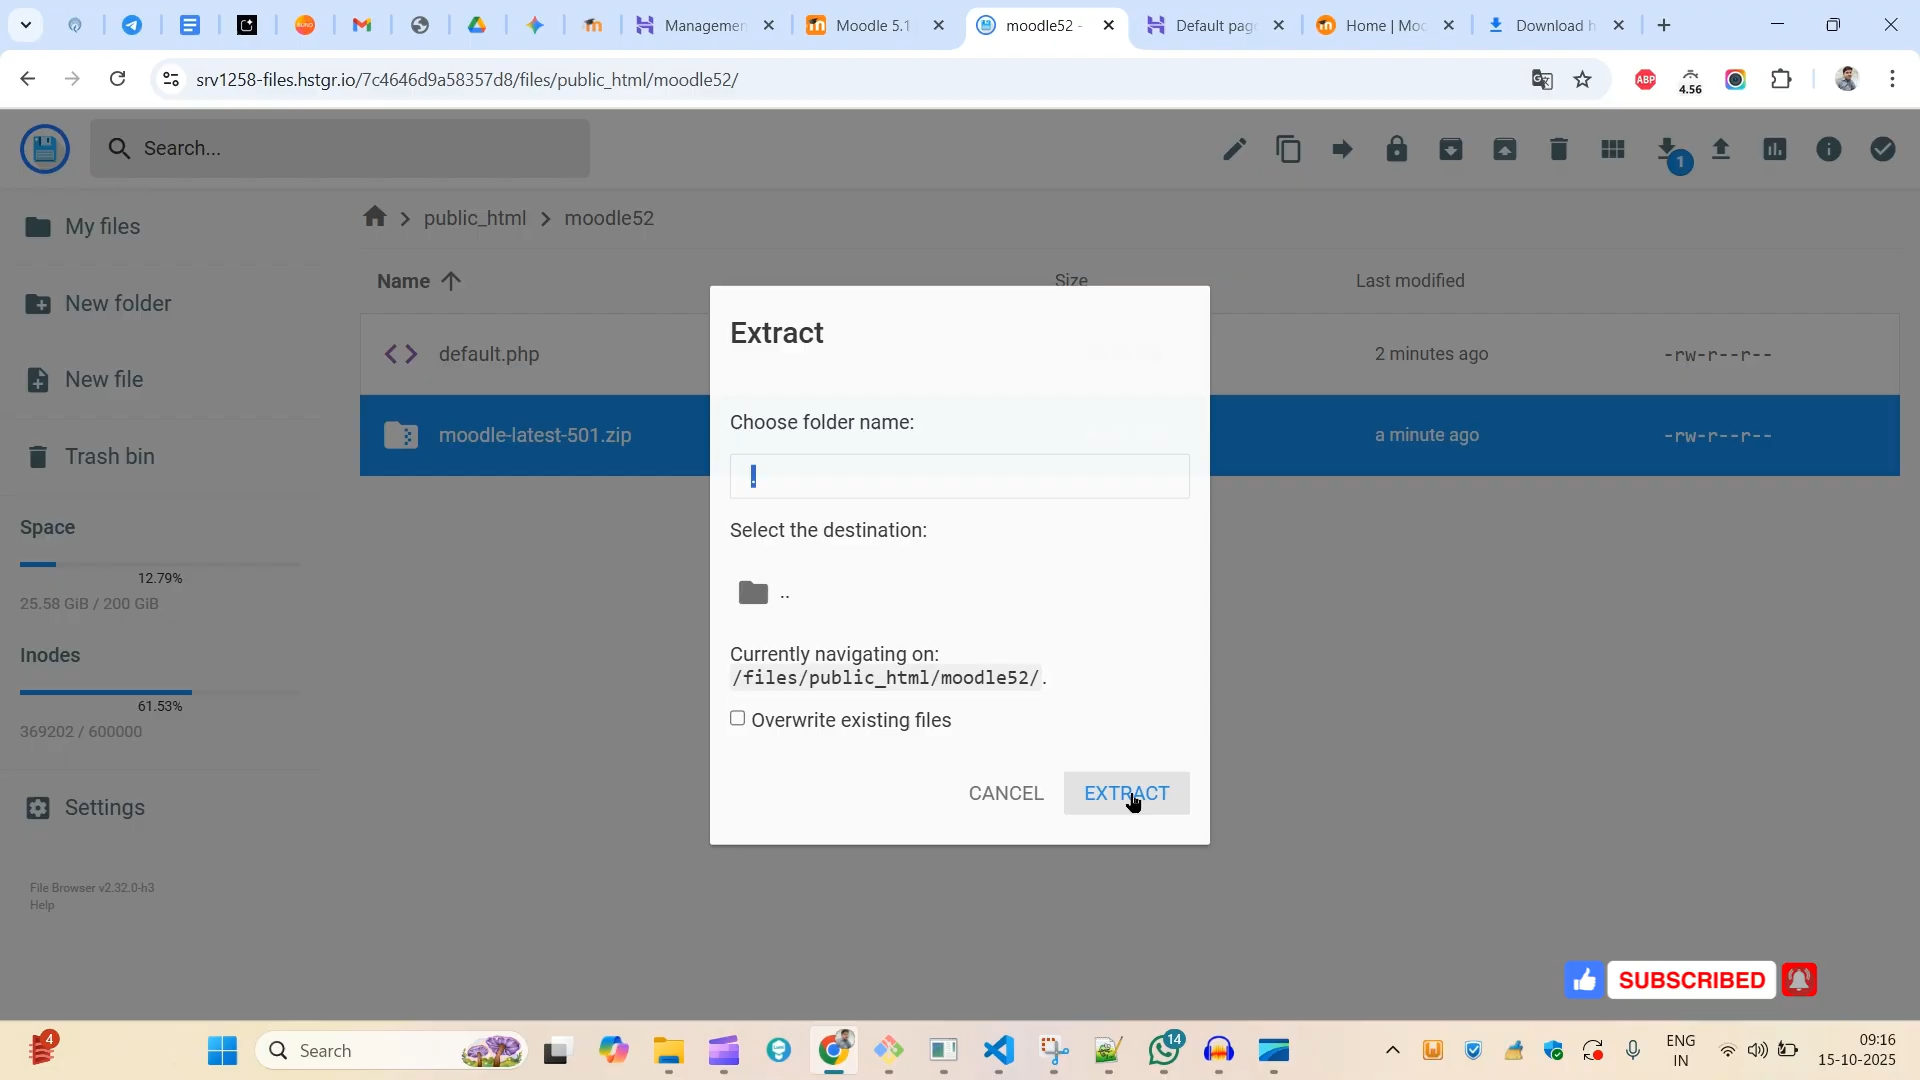 Managemen
Moodle 5.1
moodle52 -
Default pag
Home | Moo
Download h
srv1258-files.hstgr.io/7c4646d9a58357d8/files/public_html/moodle52/
ABP
4.56
Search...
1
My files
New folder
New file
Trash bin
Space
12.79%
25.58 GiB / 200 GiB
Inodes
61.53%
369202 / 600000
Settings
File Browser v2.32.0-h3
Help
public_html
moodle52
Name
Size
Last modified
default.php
2 minutes ago
-rw-r--r--
moodle-latest-501.zip
a minute ago
-rw-r--r--
Extract
Choose folder name:
.
Select the destination:
..
Currently navigating on:
/files/public_html/moodle52/.
Overwrite existing files
CANCEL
EXTRACT
SUBSCRIBED
4
Search
14
ENG
IN
09:16
15-10-2025